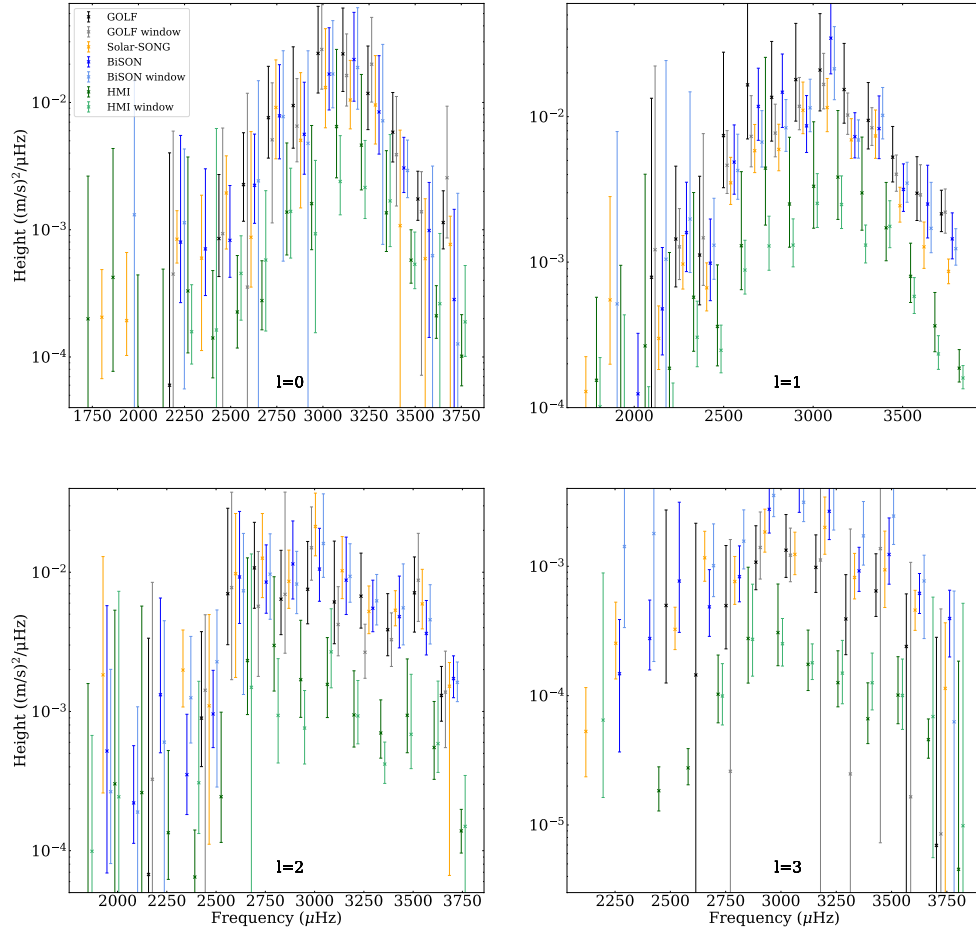 GOLF
GOLF window
Solar-SONG
BiSON
BiSON window
HMI
HMI window
Height ((m/s)²/μHz)
10⁻²
10⁻³
10⁻⁴
l=0
1750 2000 2250 2500 2750 3000 3250 3500 3750
10⁻²
10⁻³
10⁻⁴
l=1
2000 2500 3000 3500
Height ((m/s)²/μHz)
10⁻²
10⁻³
10⁻⁴
l=2
2000 2250 2500 2750 3000 3250 3500 3750
Frequency (μHz)
10⁻³
10⁻⁴
10⁻⁵
l=3
2250 2500 2750 3000 3250 3500 3750
Frequency (μHz)